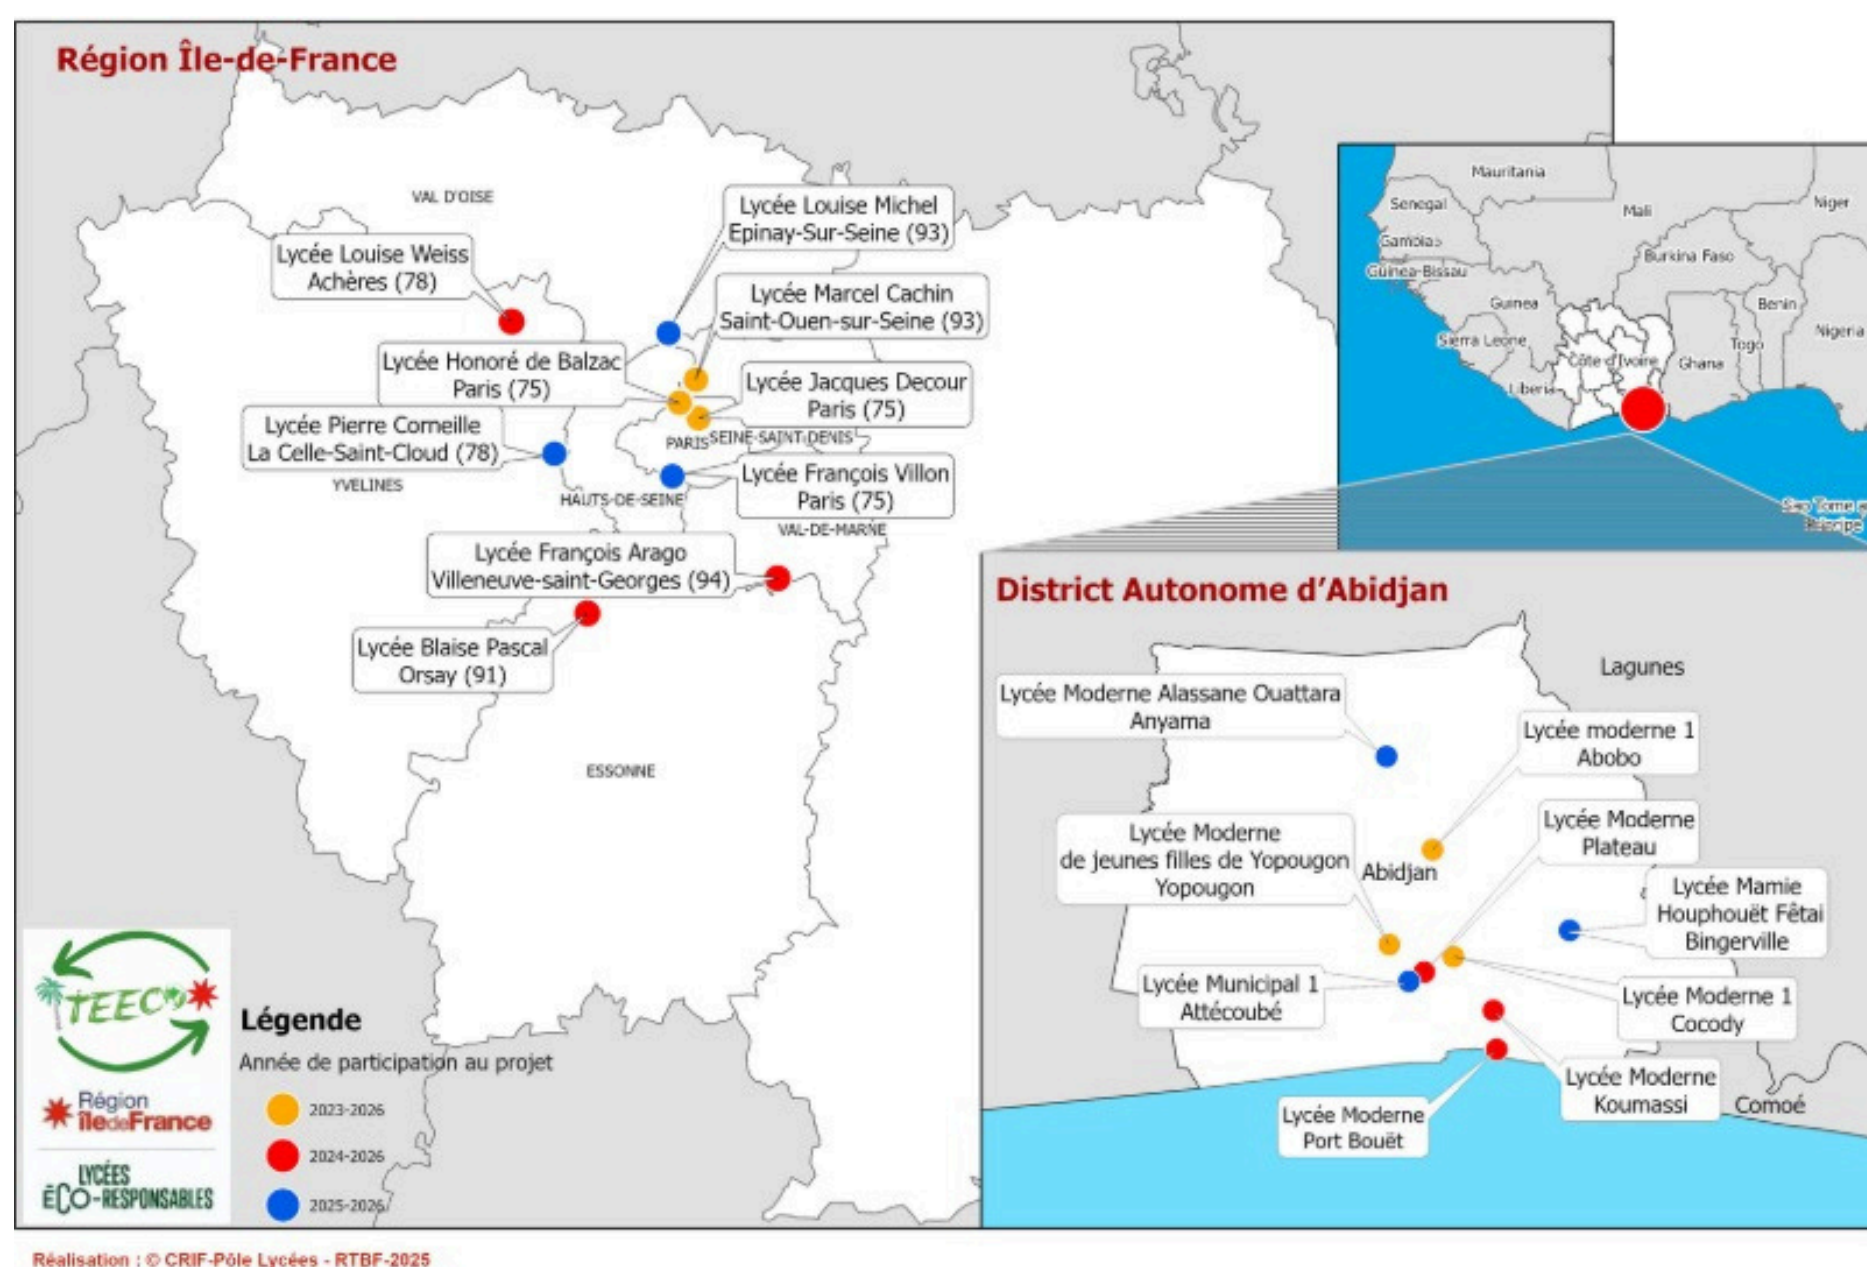 Région Île-de-France
VAL D'OISE
Lycée Louise Michel
Epinay-Sur-Seine (93)
Lycée Louise Weiss
Achères (78)
Lycée Marcel Cachin
Saint-Ouen-sur-Seine (93)
Lycée Honoré de Balzac
Paris (75)
Lycée Jacques Decour
Paris (75)
Lycée Pierre Corneille
La Celle-Saint-Cloud (78)
PARIS
SEINE-SAINT-DENIS
YVELINES
HAUTS-DE-SEINE
Lycée François Villon
Paris (75)
VAL-DE-MARNE
Lycée François Arago
Villeneuve-saint-Georges (94)
Lycée Blaise Pascal
Orsay (91)
ESSONNE
Mauritania
Senegal
Mali
Niger
Gambia
Burkina Faso
Guinea-Bissau
Guinea
Benin
Nigeria
Sierra Leone
Togo
Côte d'Ivoire
Ghana
Liberia
Sao Tome
Principe
District Autonome d'Abidjan
Lagunes
Lycée Moderne Alassane Ouattara
Anyama
Lycée moderne 1
Abobo
Lycée Moderne
Plateau
Lycée Moderne
de jeunes filles de Yopougon
Yopougon
Abidjan
Lycée Mamie
Houphouët Fêtai
Bingerville
Lycée Municipal 1
Attécoubé
Lycée Moderne 1
Cocody
Lycée Moderne
Koumassi
Comoé
Lycée Moderne
Port Bouët
TEECO
Région
îledeFrance
LYCÉES
ÉCO-RESPONSABLES
Légende
Année de participation au projet
2023-2026
2024-2026
2025-2026
Réalisation : © CRIF-Pôle Lycées - RTBF-2025